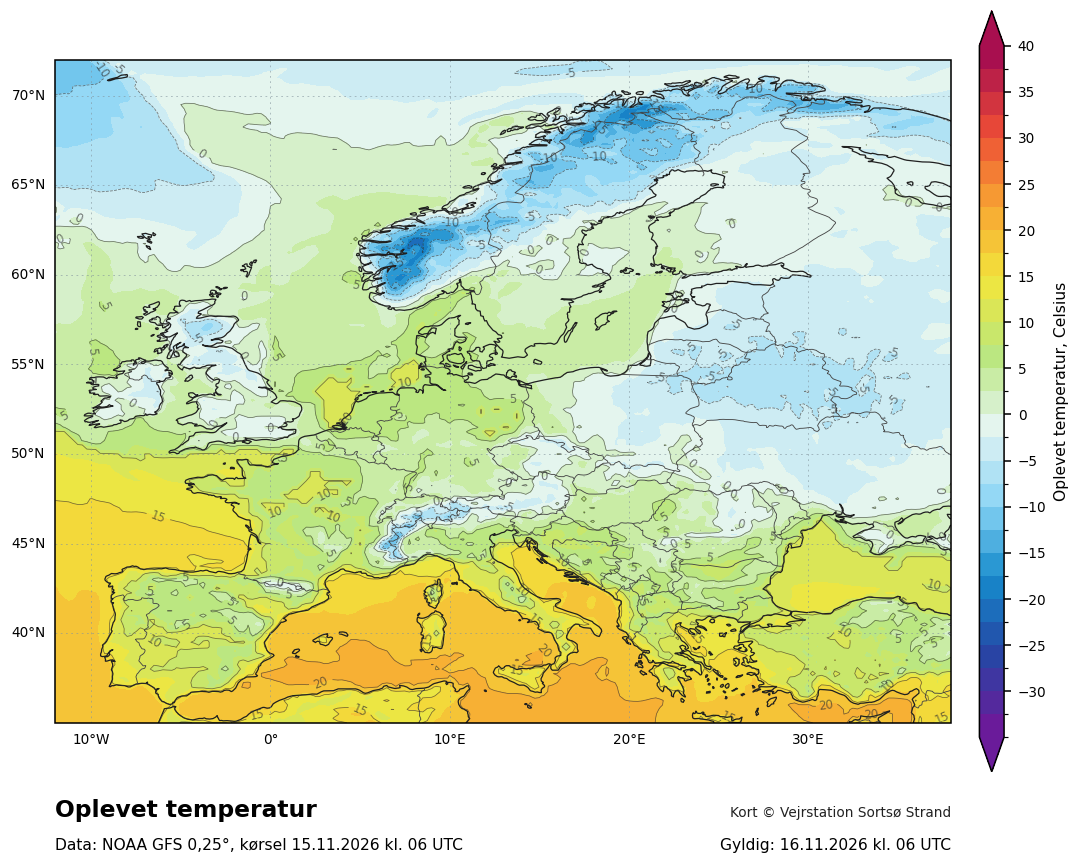 70°N
65°N
60°N
55°N
50°N
45°N
40°N
10°W 0° 10°E 20°E 30°E
40
35
30
25
20
15
10
5
0
−5
−10
−15
−20
−25
−30
Oplevet temperatur, Celsius
Oplevet temperatur
Kort © Vejrstation Sortsø Strand
Data: NOAA GFS 0,25°, kørsel 15.11.2026 kl. 06 UTC
Gyldig: 16.11.2026 kl. 06 UTC